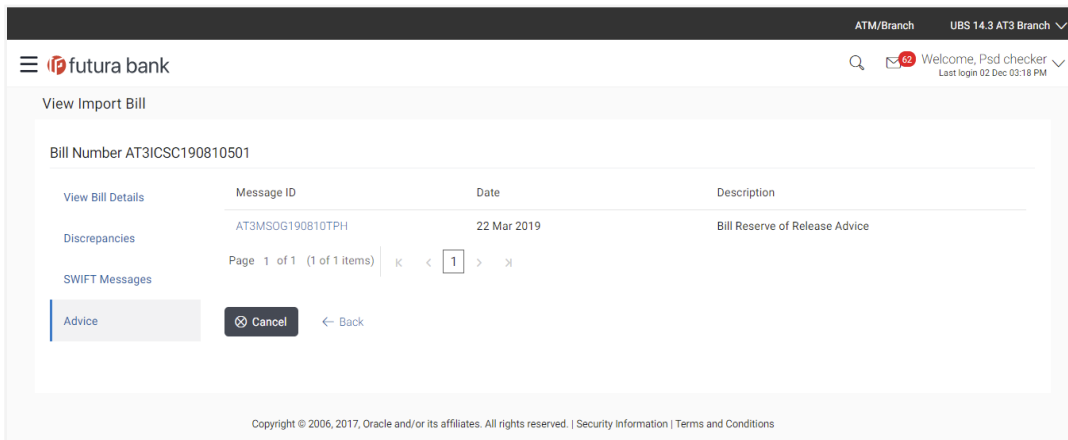 ATM/Branch UBS 14.3 AT3 Branch
futura bank
62 Welcome, Psd checker
Last login 02 Dec 03:18 PM
View Import Bill
Bill Number AT3ICSC190810501
View Bill Details
Discrepancies
SWIFT Messages
Advice
Message ID Date Description
AT3MSOG190810TPH 22 Mar 2019 Bill Reserve of Release Advice
Page 1 of 1 (1 of 1 items) 1
Cancel Back
Copyright © 2006, 2017, Oracle and/or its affiliates. All rights reserved. | Security Information | Terms and Conditions